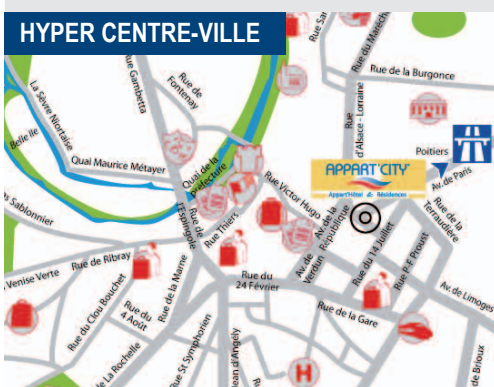 HYPER CENTRE-VILLE
Rue Gambetta
Rue de Fontenay
Rue de la Burgonce
La Sèvre Niortaise
Belle Ile
Quai Maurice Métayer
Quai de la
Préfecture
Rue d'Alsace - Lorraine
Poitiers
APPART'CITY
Appart'Hôtel & Résidences
Av. de Paris
Rue de la Terraudière
Rue Victor Hugo
Rue de l'Espingole
Rue Thiers
Av. de la République
Av. de Verdun
Rue du 14 Juillet
Rue P-F Proust
Sablonnier
Venise Verte
Rue de Ribray
Rue du Clou Bouchet
Rue du 4 Août
Rue de la Marne
Rue du
24 Février
Rue de la Gare
Av. de Limoges
de La Rochelle
Rue St Symphorien
Jean d'Angély
H
de Brioux